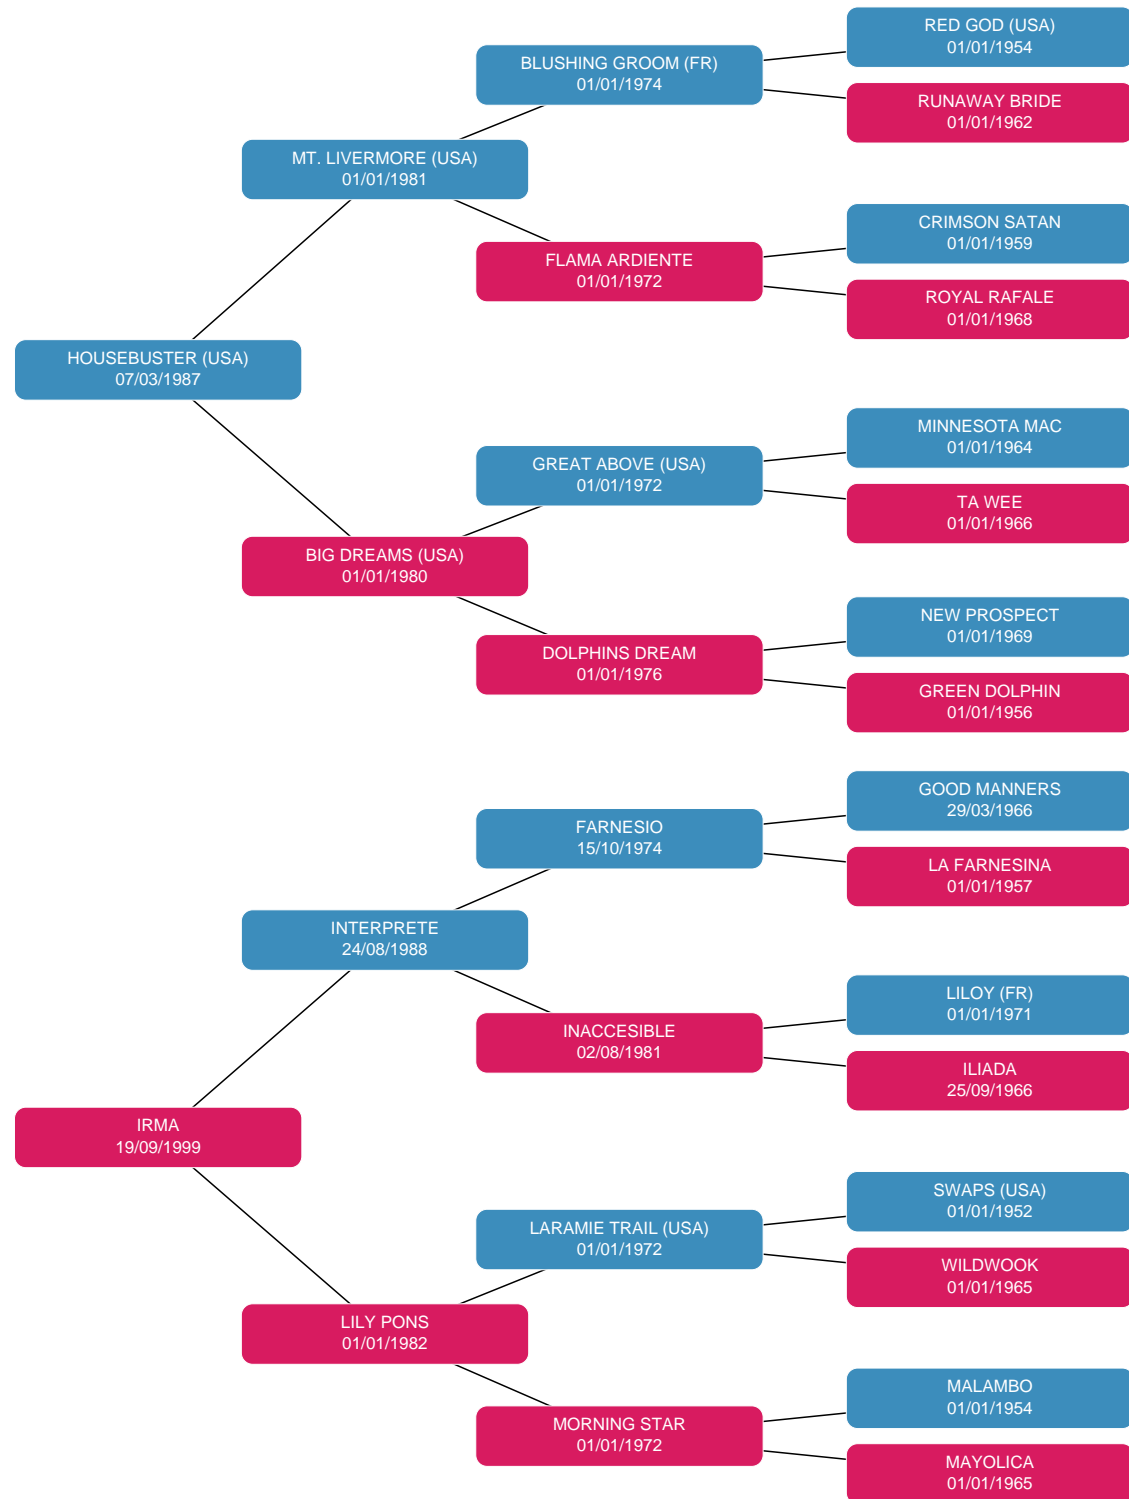 RED GOD (USA)
01/01/1954
BLUSHING GROOM (FR)
01/01/1974
RUNAWAY BRIDE
01/01/1962
MT. LIVERMORE (USA)
01/01/1981
CRIMSON SATAN
01/01/1959
FLAMA ARDIENTE
01/01/1972
ROYAL RAFALE
01/01/1968
HOUSEBUSTER (USA)
07/03/1987
MINNESOTA MAC
01/01/1964
GREAT ABOVE (USA)
01/01/1972
TA WEE
01/01/1966
BIG DREAMS (USA)
01/01/1980
NEW PROSPECT
01/01/1969
DOLPHINS DREAM
01/01/1976
GREEN DOLPHIN
01/01/1956
GOOD MANNERS
29/03/1966
FARNESIO
15/10/1974
LA FARNESINA
01/01/1957
INTERPRETE
24/08/1988
LILOY (FR)
01/01/1971
INACCESIBLE
02/08/1981
ILIADA
25/09/1966
IRMA
19/09/1999
SWAPS (USA)
01/01/1952
LARAMIE TRAIL (USA)
01/01/1972
WILDWOOK
01/01/1965
LILY PONS
01/01/1982
MALAMBO
01/01/1954
MORNING STAR
01/01/1972
MAYOLICA
01/01/1965